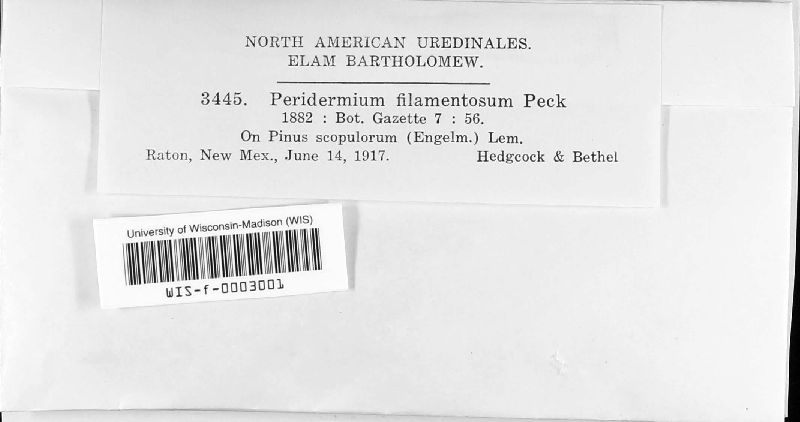 NORTH AMERICAN UREDINALES.
ELAM BARTHOLOMEW.
3445. Peridermium filamentosum Peck
1882 : Bot. Gazette 7 : 56.
On Pinus scopulorum (Engelm.) Lem.
Raton, New Mex., June 14, 1917. Hedgcock & Bethel
University of Wisconsin-Madison (WIS)
WIS-f-0003001